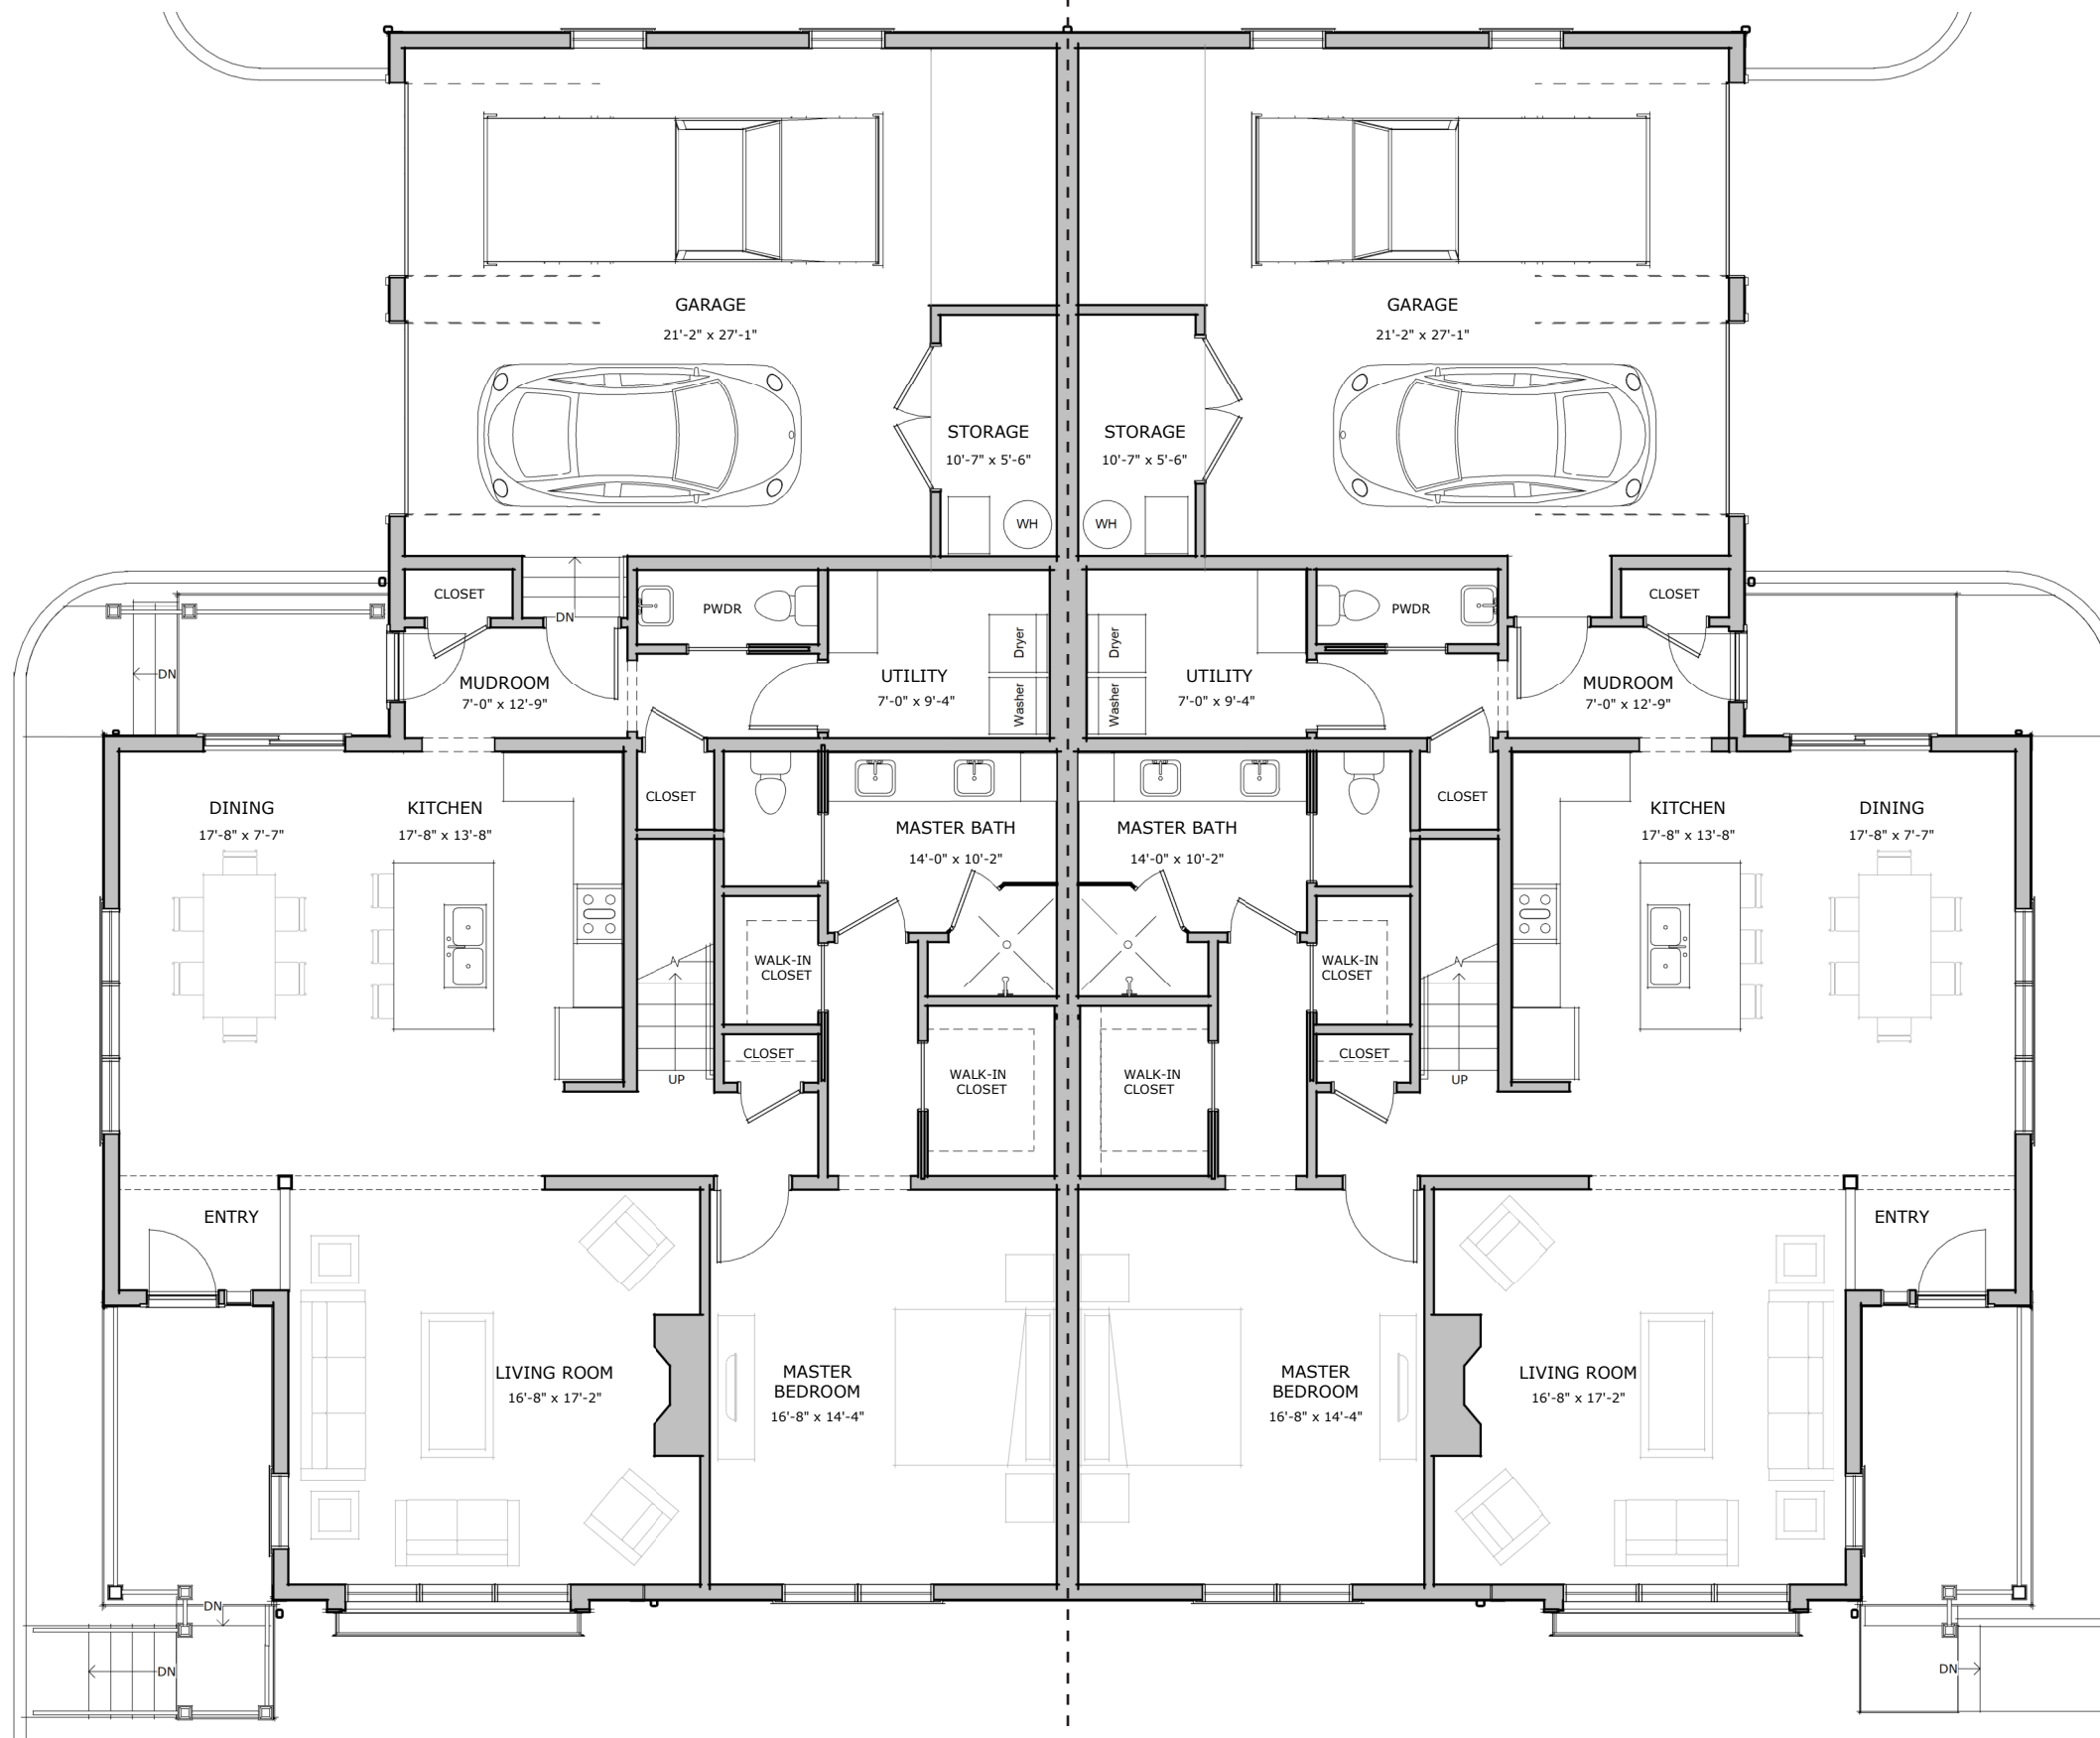 GARAGE
21'-2" x 27'-1"
GARAGE
21'-2" x 27'-1"
STORAGE
10'-7" x 5'-6"
STORAGE
10'-7" x 5'-6"
WH
WH
CLOSET
DN
PWDR
PWDR
CLOSET
Dryer
Dryer
DN
MUDROOM
7'-0" x 12'-9"
UTILITY
7'-0" x 9'-4"
Washer
Washer
UTILITY
7'-0" x 9'-4"
MUDROOM
7'-0" x 12'-9"
DINING
17'-8" x 7'-7"
KITCHEN
17'-8" x 13'-8"
CLOSET
MASTER BATH
14'-0" x 10'-2"
MASTER BATH
14'-0" x 10'-2"
CLOSET
KITCHEN
17'-8" x 13'-8"
DINING
17'-8" x 7'-7"
WALK-IN
CLOSET
WALK-IN
CLOSET
CLOSET
CLOSET
UP
WALK-IN
CLOSET
WALK-IN
CLOSET
UP
ENTRY
ENTRY
LIVING ROOM
16'-8" x 17'-2"
MASTER
BEDROOM
16'-8" x 14'-4"
MASTER
BEDROOM
16'-8" x 14'-4"
LIVING ROOM
16'-8" x 17'-2"
DN
DN
DN